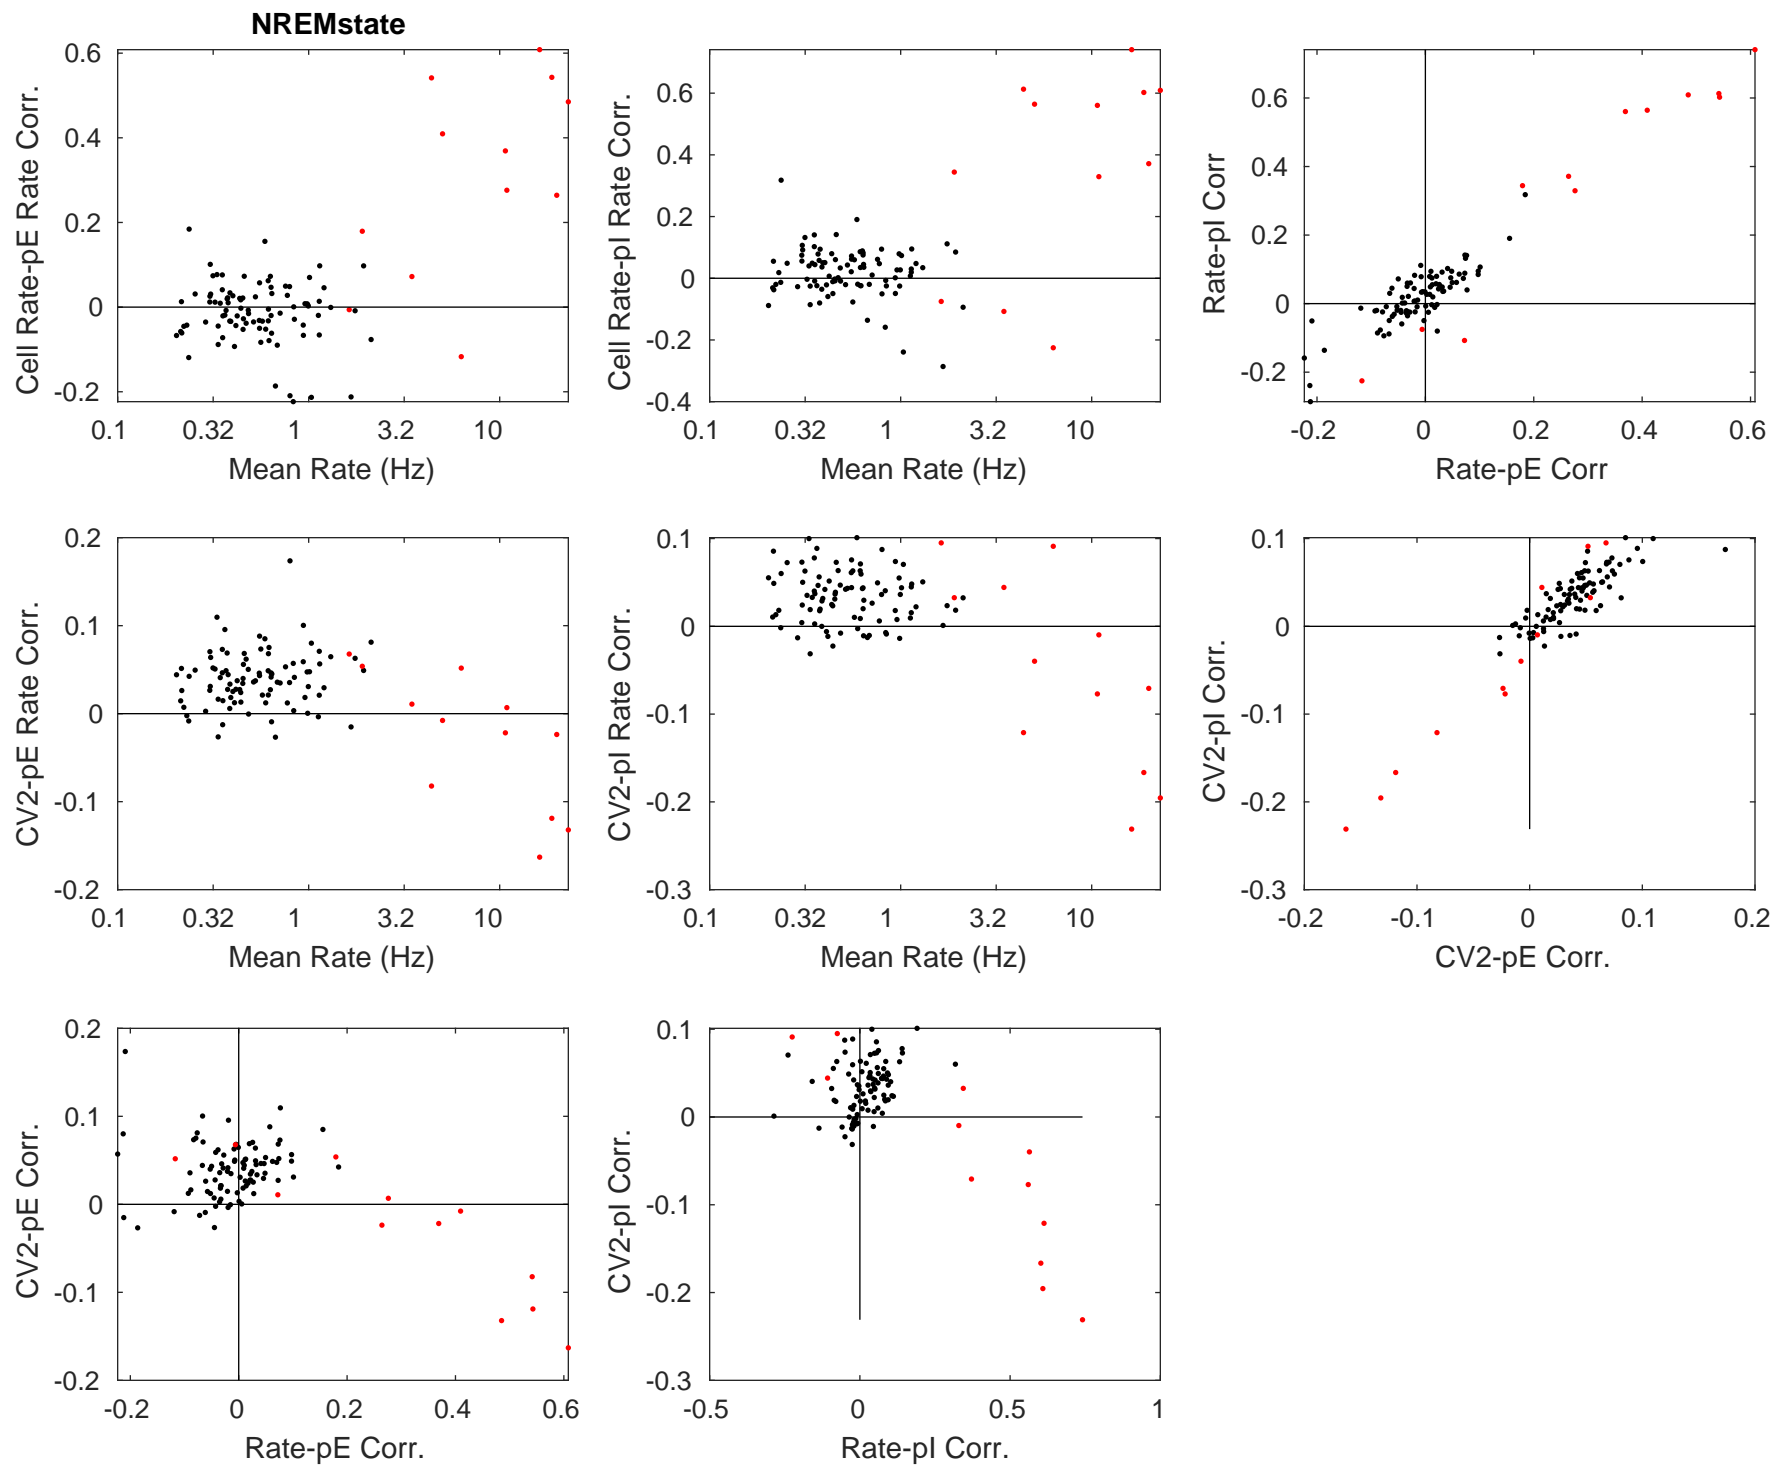 NREMstate
0.6
0.4
0.2
0
-0.2
Cell Rate-pE Rate Corr.
0.1 0.32 1 3.2 10
Mean Rate (Hz)
0.6
0.4
0.2
0
-0.2
-0.4
Cell Rate-pI Rate Corr.
0.1 0.32 1 3.2 10
Mean Rate (Hz)
0.6
0.4
0.2
0
-0.2
Rate-pI Corr
-0.2 0 0.2 0.4 0.6
Rate-pE Corr
0.2
0.1
0
-0.1
-0.2
CV2-pE Rate Corr.
0.1 0.32 1 3.2 10
Mean Rate (Hz)
0.1
0
-0.1
-0.2
-0.3
CV2-pI Rate Corr.
0.1 0.32 1 3.2 10
Mean Rate (Hz)
0.1
0
-0.1
-0.2
-0.3
CV2-pI Corr.
-0.2 -0.1 0 0.1 0.2
CV2-pE Corr.
0.2
0.1
0
-0.1
-0.2
CV2-pE Corr.
-0.2 0 0.2 0.4 0.6
Rate-pE Corr.
0.1
0
-0.1
-0.2
-0.3
CV2-pI Corr.
-0.5 0 0.5 1
Rate-pI Corr.